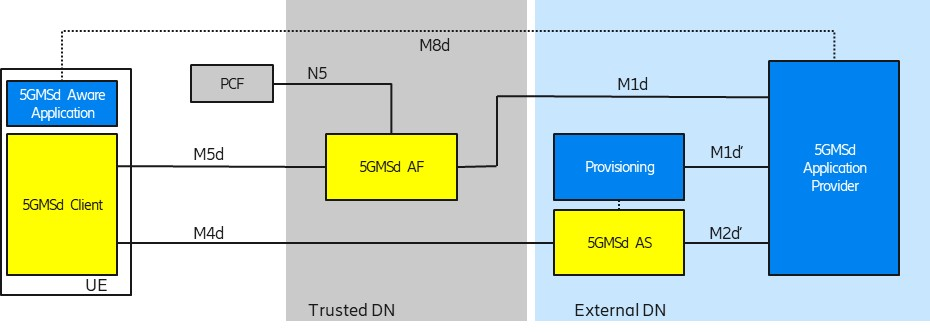 M8d
N5
PCF
M1d
5GMSd Aware
Application
M5d
5GMSd AF
Provisioning
M1d'
5GMSd
Application
Provider
5GMSd Client
M4d
5GMSd AS
M2d'
UE
Trusted DN
External DN